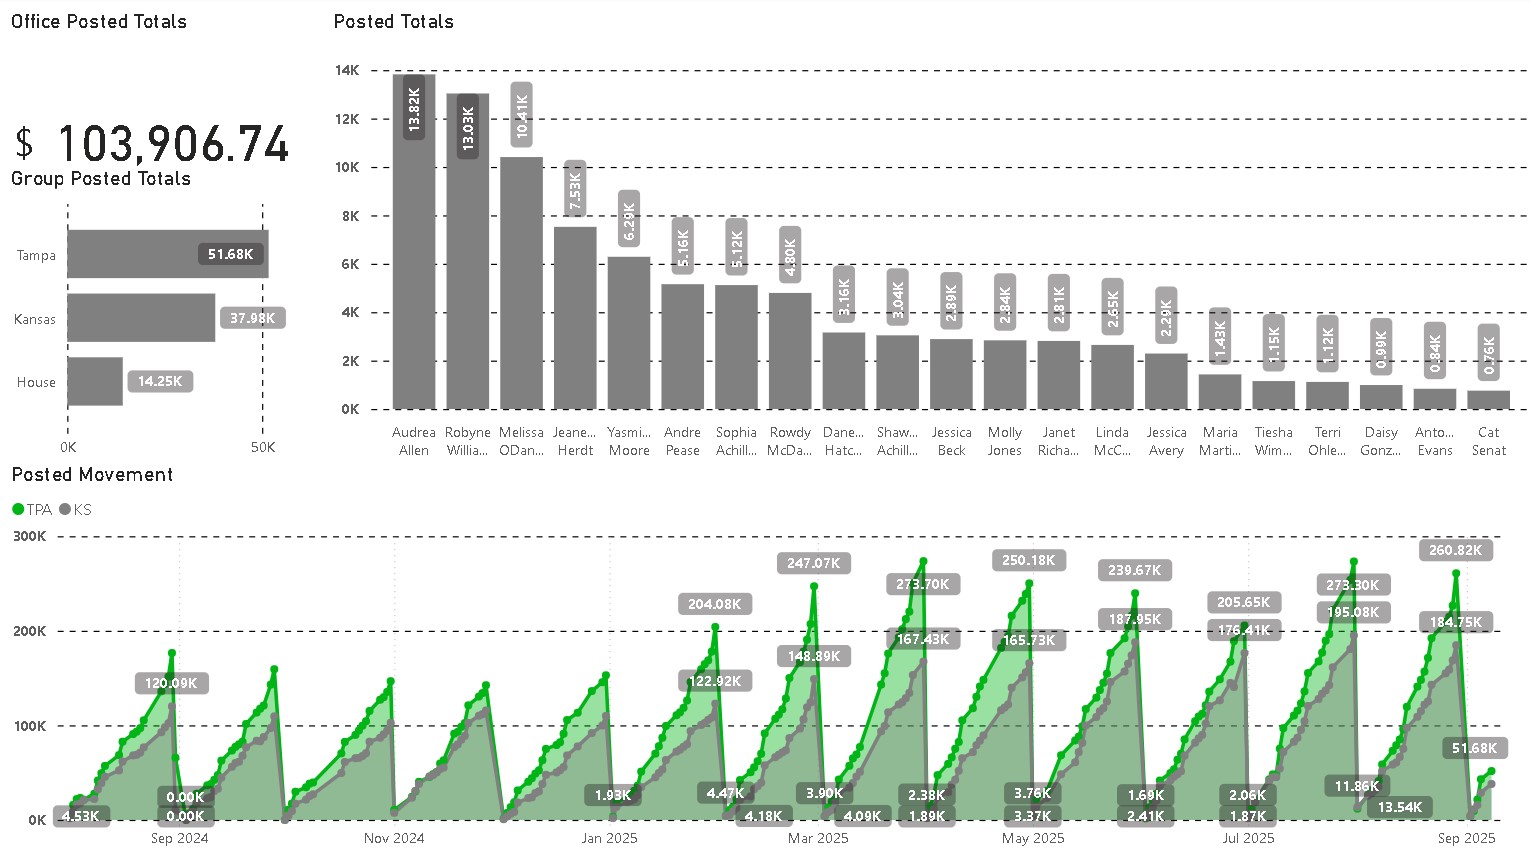 Office Posted Totals
$ 103,906.74
Group Posted Totals
Tampa 51.68K
Kansas 37.98K
House 14.25K
0K 50K
Posted Totals
14K
12K
10K
8K
6K
4K
2K
0K
13.82K
13.03K
10.41K
7.53K
6.29K
5.16K
5.12K
4.80K
3.16K
3.04K
2.89K
2.84K
2.81K
2.65K
2.29K
1.43K
1.15K
1.12K
0.99K
0.84K
0.76K
Audrea Allen
Robyne Willia...
Melissa ODan...
Jeane... Herdt
Yasmi... Moore
Andre Pease
Sophia Achill...
Rowdy McDa...
Dane... Hatc...
Shaw... Achill...
Jessica Beck
Molly Jones
Janet Richa...
Linda McC...
Jessica Avery
Maria Marti...
Tiesha Wim...
Terri Ohle...
Daisy Gonz...
Anto... Evans
Cat Senat
Posted Movement
TPA KS
300K
200K
100K
0K
260.82K
247.07K
250.18K
239.67K
273.70K
273.30K
204.08K
205.65K
195.08K
187.95K
184.75K
176.41K
167.43K
165.73K
148.89K
122.92K
120.09K
51.68K
11.86K
0.00K
1.93K
4.47K
3.90K
2.38K
3.76K
1.69K
2.06K
13.54K
4.53K
0.00K
4.18K
4.09K
1.89K
3.37K
2.41K
1.87K
Sep 2024
Nov 2024
Jan 2025
Mar 2025
May 2025
Jul 2025
Sep 2025